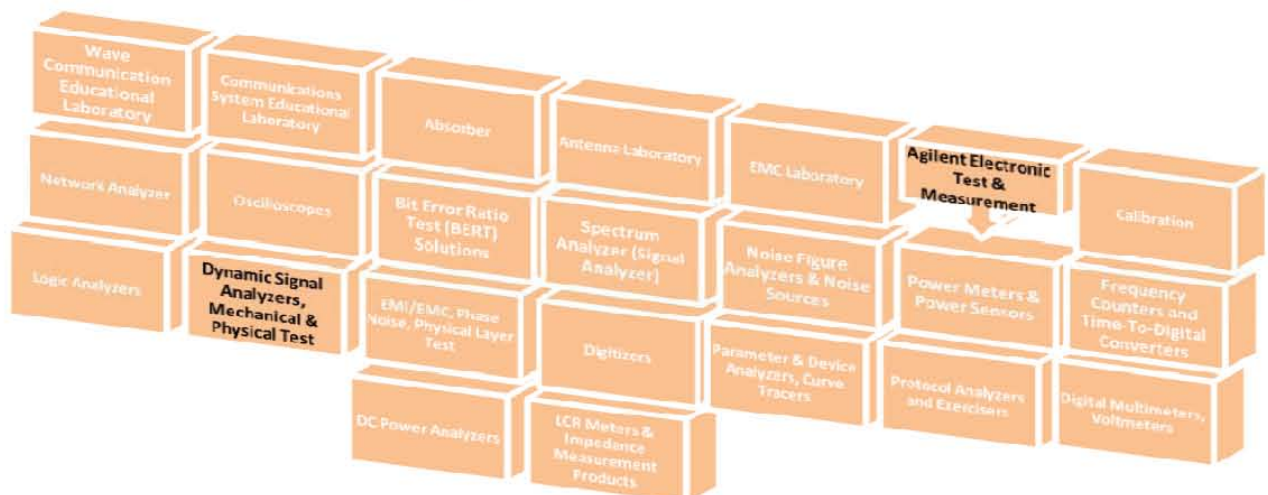 Wave
Communication
Educational
Laboratory
Communications
System Educational
Laboratory
Absorber
Antenna Laboratory
EMC Laboratory
Agilent Electronic
Test &
Measurement
Calibration
Network Analyzer
Oscilloscopes
Bit Error Ratio
Test (BERT)
Solutions
Spectrum
Analyzer (Signal
Analyzer)
Noise Figure
Analyzers & Noise
Sources
Power Meters &
Power Sensors
Frequency
Counters and
Time-To-Digital
Converters
Logic Analyzers
Dynamic Signal
Analyzers,
Mechanical &
Physical Test
EMI/EMC, Phase
Noise, Physical Layer
Test
Digitizers
Parameter & Device
Analyzers, Curve
Tracers
Protocol Analyzers
and Exercisers
Digital Multimeters,
Voltmeters
DC Power Analyzers
LCR Meters &
Impedance
Measurement
Products